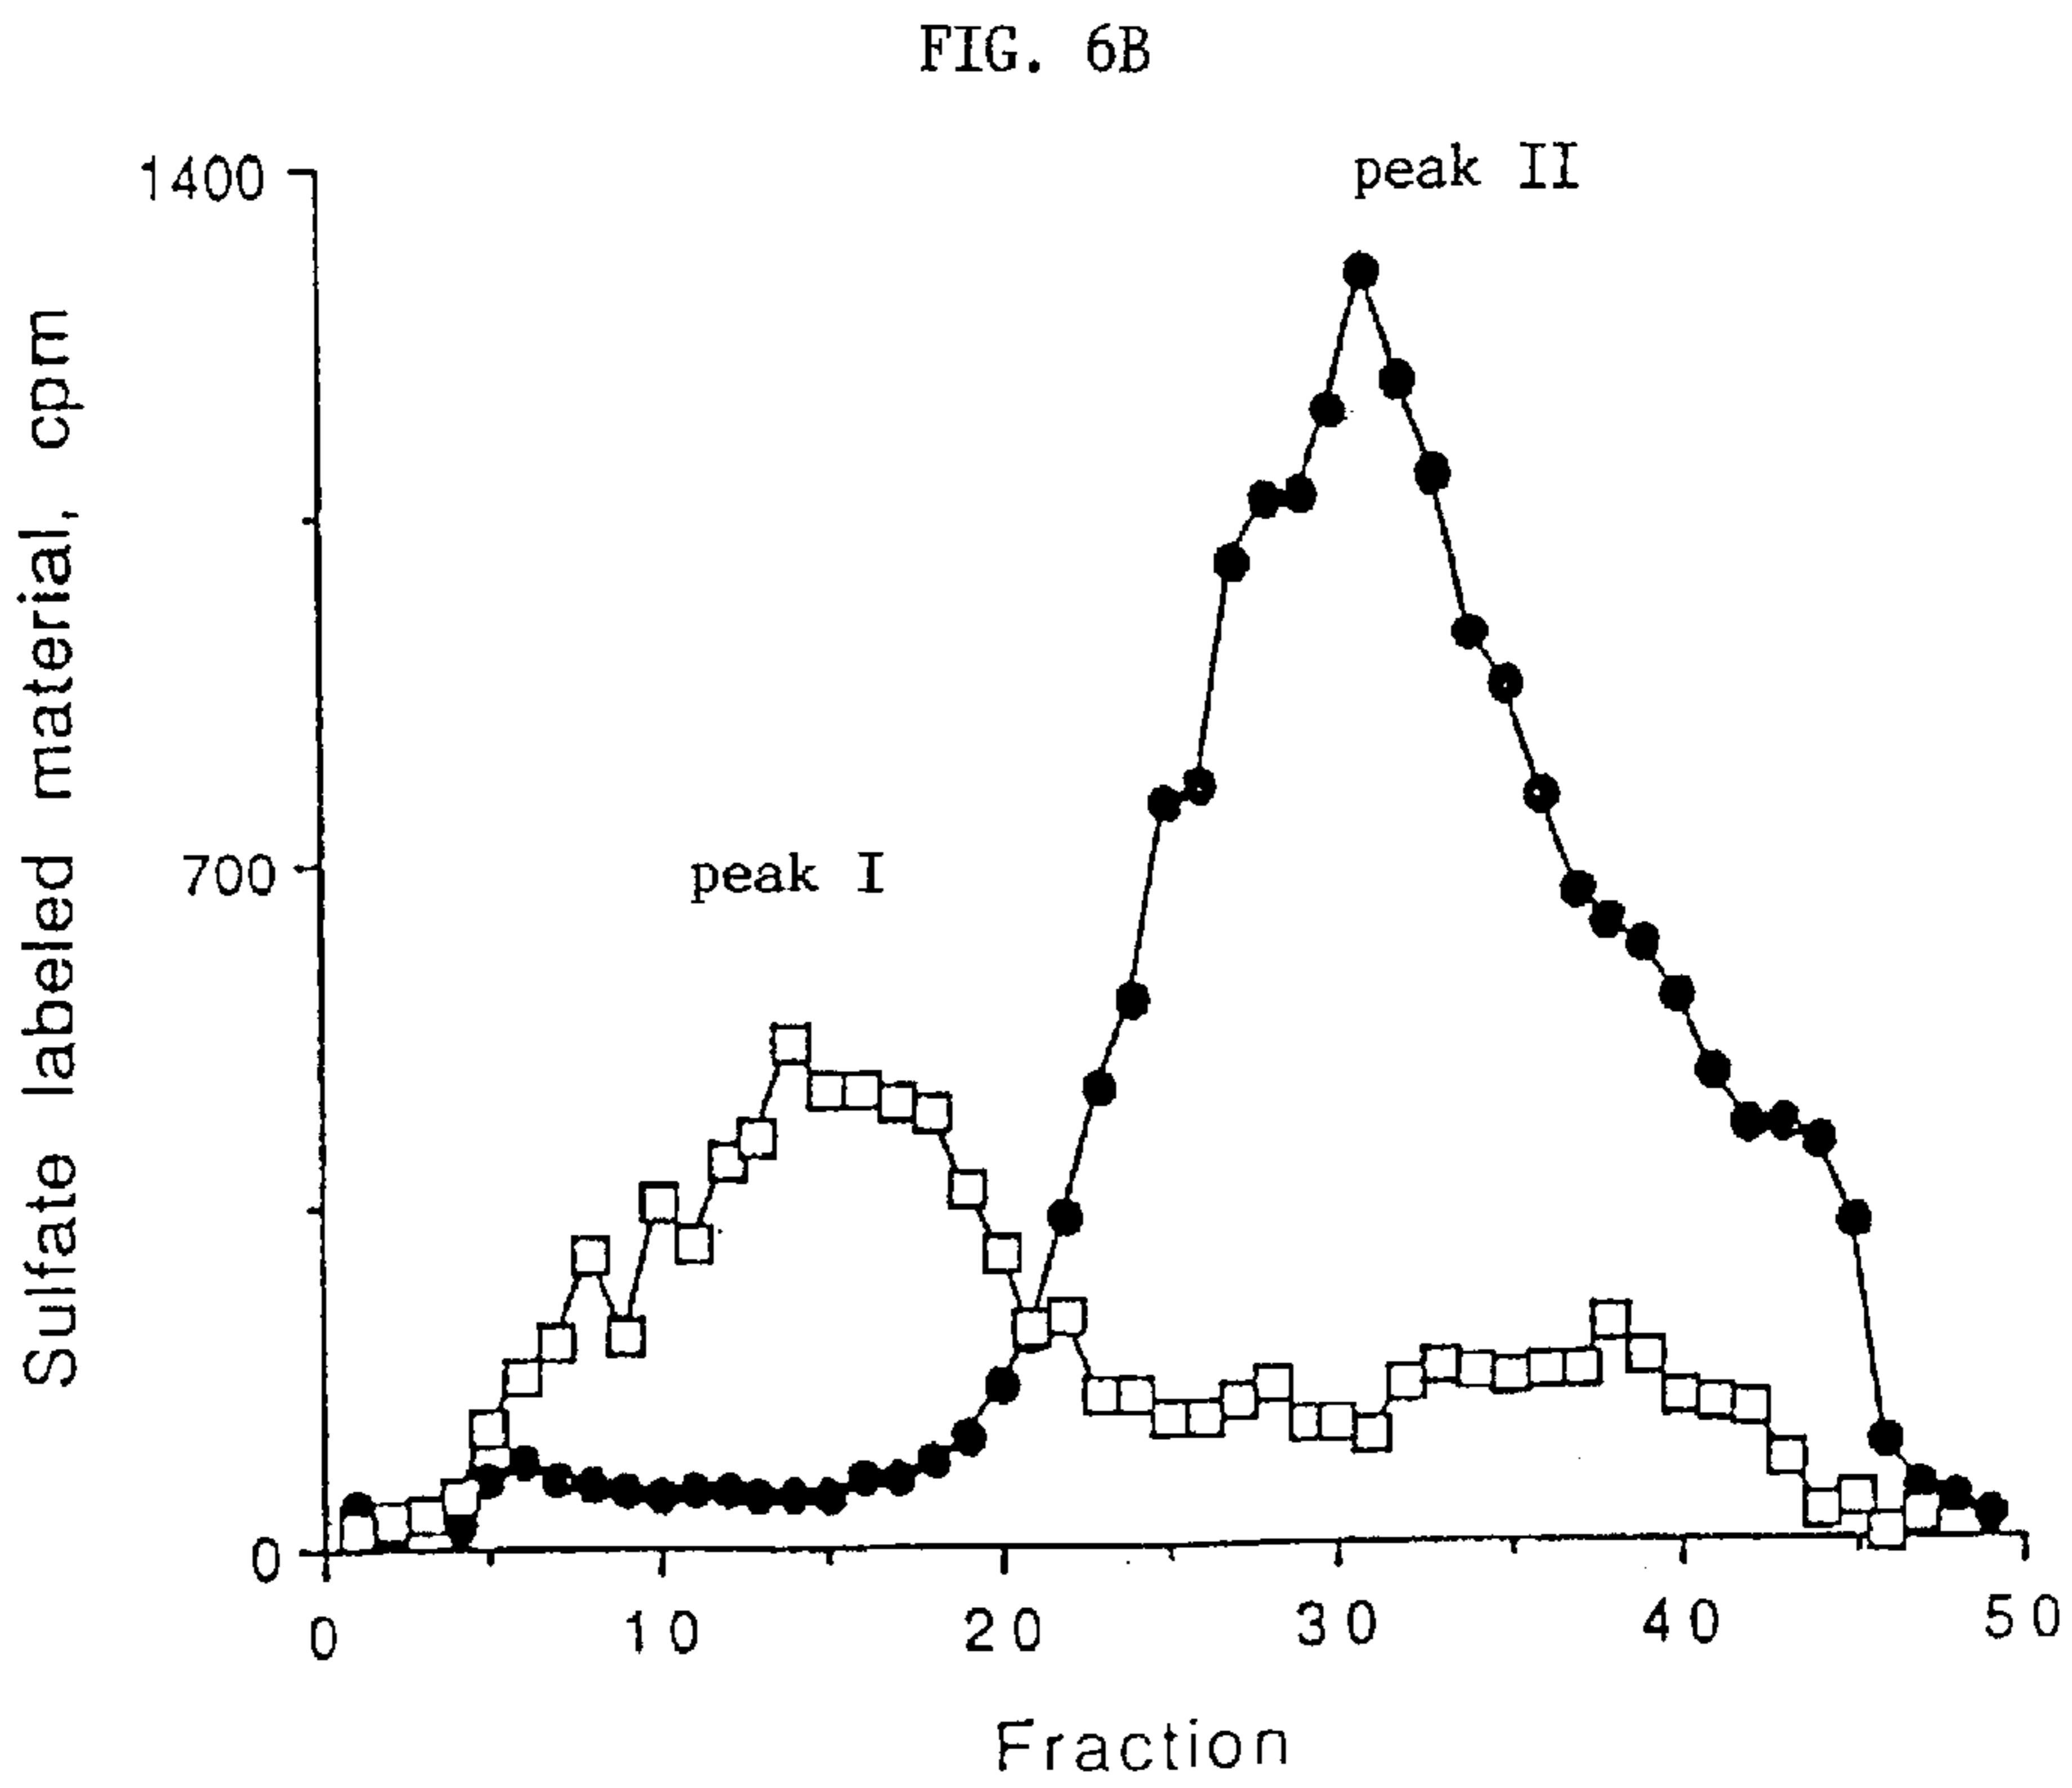 FIG. 6B
1400
peak II
Sulfate labeled material, cpm
700
peak I
0
0 10 20 30 40 50
Fraction